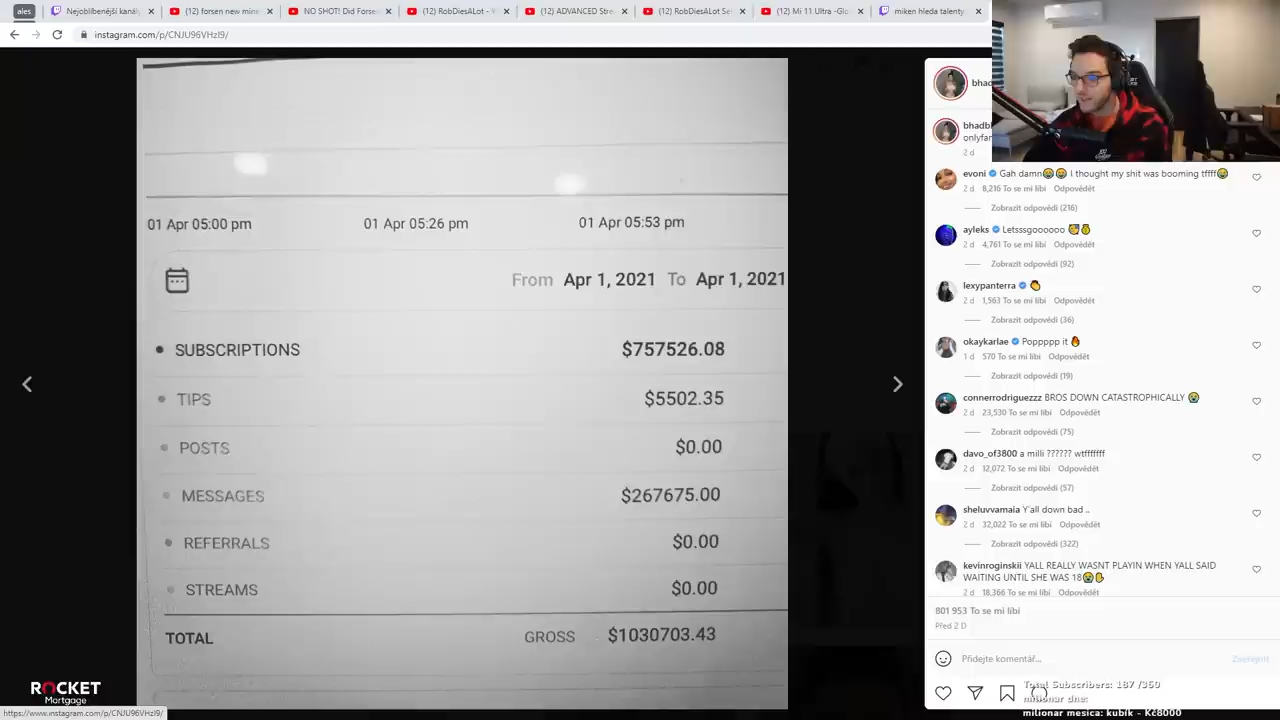 ales
Nejoblíbenější kanály
(12) forsen new mine
NO SHOT! Did Forse
(12) RobDiesALot -
(12) ADVANCED Stre
(12) RobDiesALot Se
(12) Mi 11 Ultra -Glo
miken hleda talenty
instagram.com/p/CNJU96VHzI9/
01 Apr 05:00 pm
01 Apr 05:26 pm
01 Apr 05:53 pm
From Apr 1, 2021 To Apr 1, 2021
SUBSCRIPTIONS $757526.08
TIPS $5502.35
POSTS $0.00
MESSAGES $267675.00
REFERRALS $0.00
STREAMS $0.00
TOTAL GROSS $1030703.43
ROCKET
Mortgage
https://www.instagram.com/p/CNJU96VHzI9/
bhad
bhadbh
onlyfan
2 d
evoni Gah damn😭😭 I thought my shit was booming tffff😭
2 d 8,216 To se mi líbí Odpovědět
Zobrazit odpovědi (216)
ayleks Letsssgoooooo
2 d 4,761 To se mi líbí Odpovědět
Zobrazit odpovědi (92)
lexypanterra
2 d 1,563 To se mi líbí Odpovědět
Zobrazit odpovědi (36)
okaykarlae Poppppp it 🔥
1 d 570 To se mi líbí Odpovědět
Zobrazit odpovědi (19)
connerrodriguezzz BROS DOWN CATASTROPHICALLY 😭
2 d 23,530 To se mi líbí Odpovědět
Zobrazit odpovědi (75)
davo_of3800 a milli ?????? wtfffffff
2 d 12,072 To se mi líbí Odpovědět
Zobrazit odpovědi (57)
sheluvvamaia Y'all down bad ..
2 d 32,022 To se mi líbí Odpovědět
Zobrazit odpovědi (322)
kevinroginskii YALL REALLY WASNT PLAYIN WHEN YALL SAID
WAITING UNTIL SHE WAS 18😭✋
2 d 18,366 To se mi líbí Odpovědět
801 953 To se mi líbí
Před 2 D
Přidejte komentář...
Zveřejnit
Total Subscribers: 187 /350
milionar dne:
milionar mesica: kubik - Kč8000